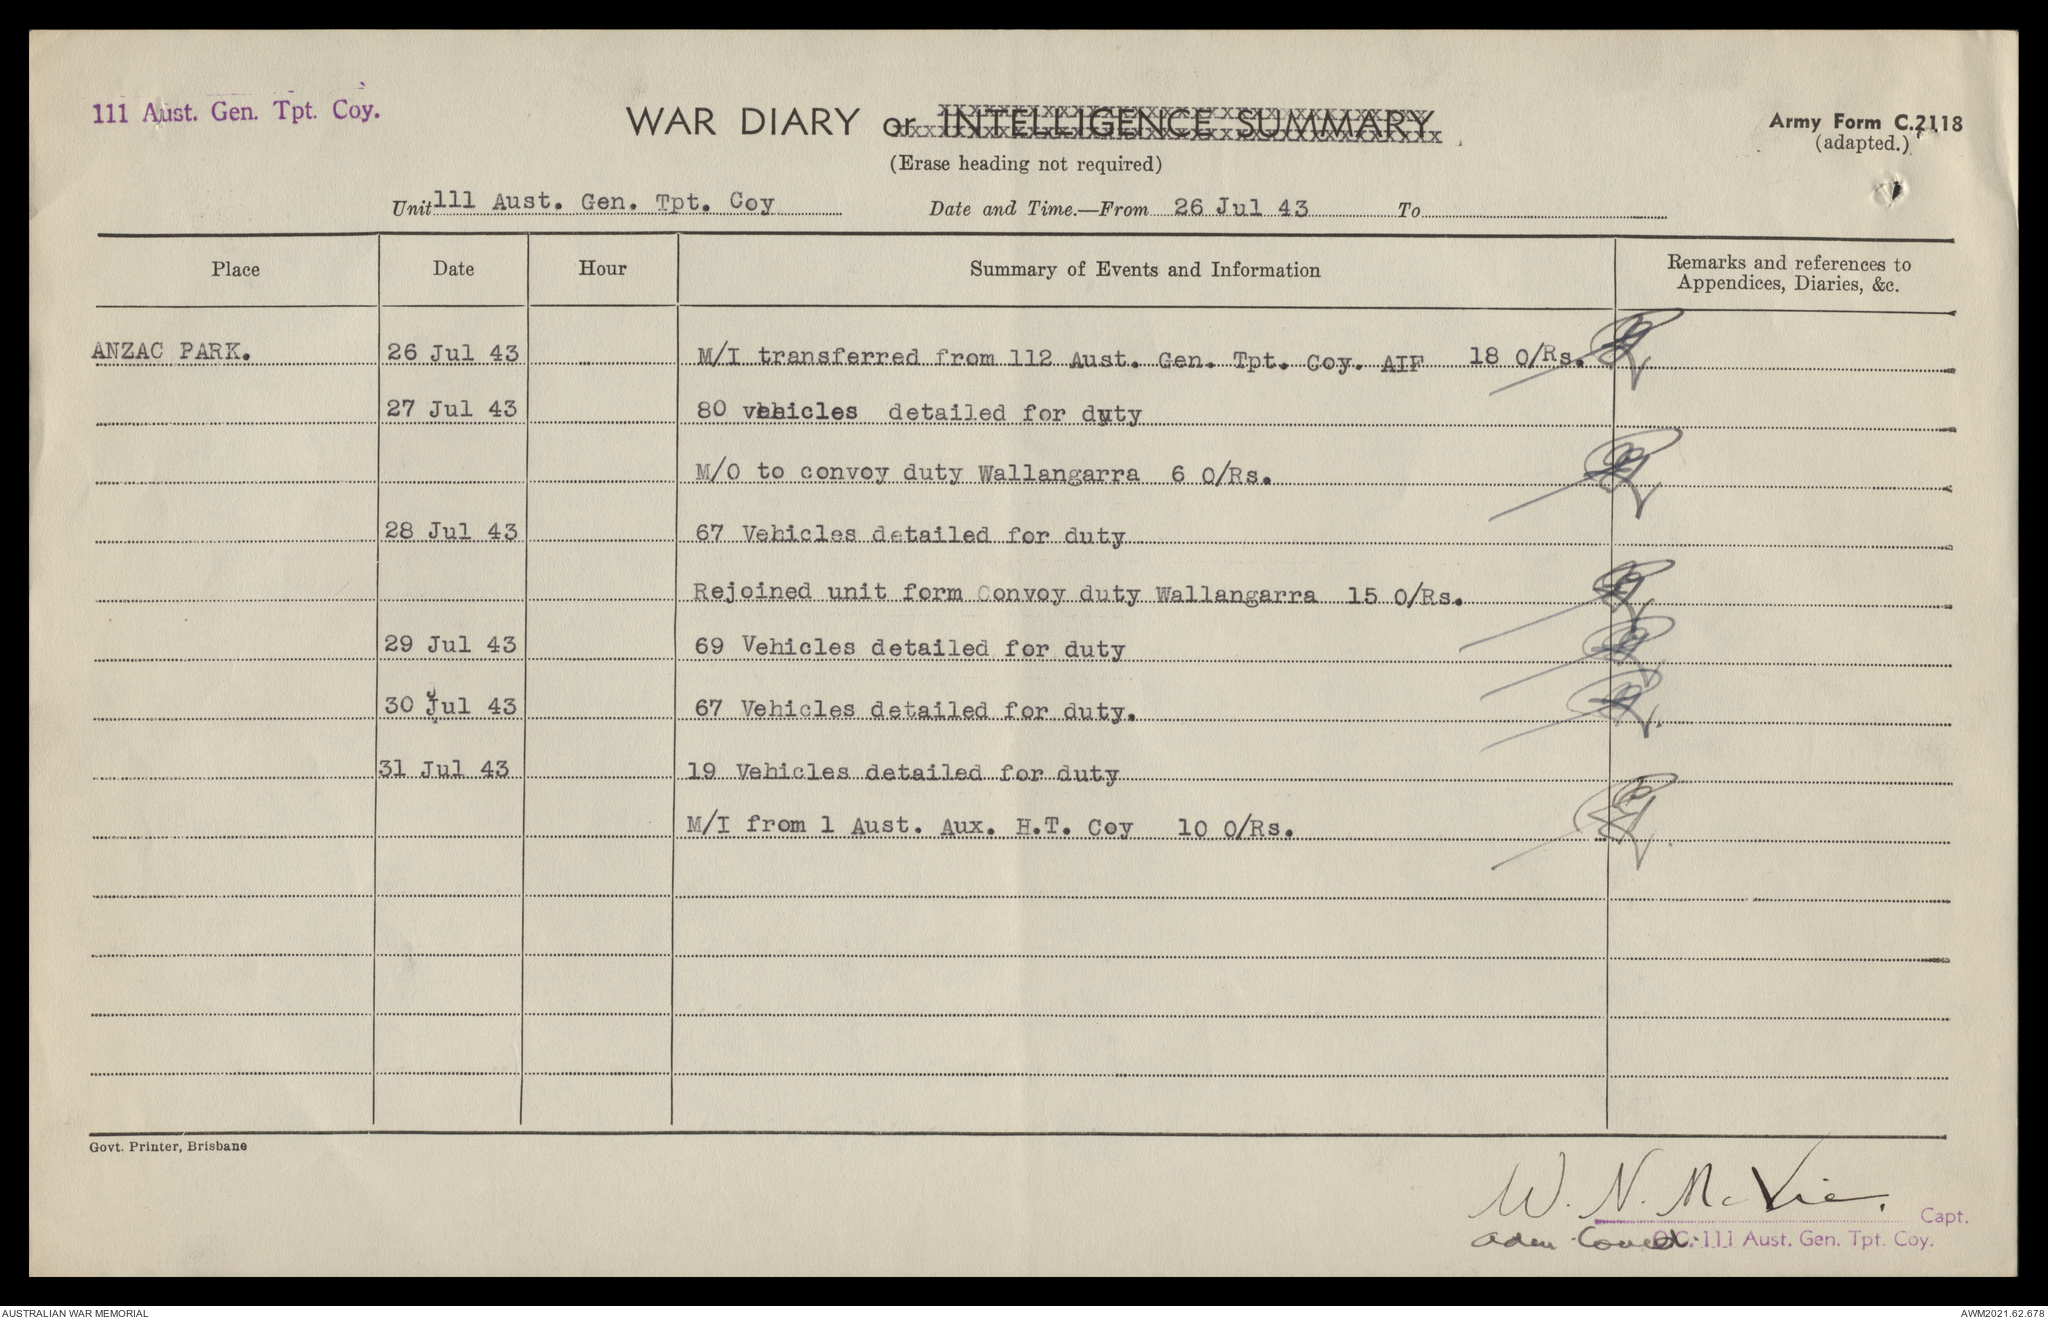 111 Aust. Gen. Tpt. Coy.
WAR DIARY or INTELLIGENCE SUMMARY
Army Form C.2118
(adapted.)
(Erase heading not required)
Unit 111 Aust. Gen. Tpt. Coy Date and Time.—From 26 Jul 43 To
Place Date Hour Summary of Events and Information Remarks and references to
Appendices, Diaries, &c.
ANZAC PARK. 26 Jul 43 M/I transferred from 112 Aust. Gen. Tpt. Coy. AIF 18 O/Rs.
27 Jul 43 80 vehicles detailed for duty
M/O to convoy duty Wallangarra 6 O/Rs.
28 Jul 43 67 Vehicles detailed for duty
Rejoined unit form Convoy duty Wallangarra 15 O/Rs.
29 Jul 43 69 Vehicles detailed for duty
30 Jul 43 67 Vehicles detailed for duty.
31 Jul 43 19 Vehicles detailed for duty
M/I from 1 Aust. Aux. H.T. Coy 10 O/Rs.
Govt. Printer, Brisbane
W. N. McVie.
Capt.
Adm Comd. O.C. 111 Aust. Gen. Tpt. Coy.
AUSTRALIAN WAR MEMORIAL
AWM2021.62.678